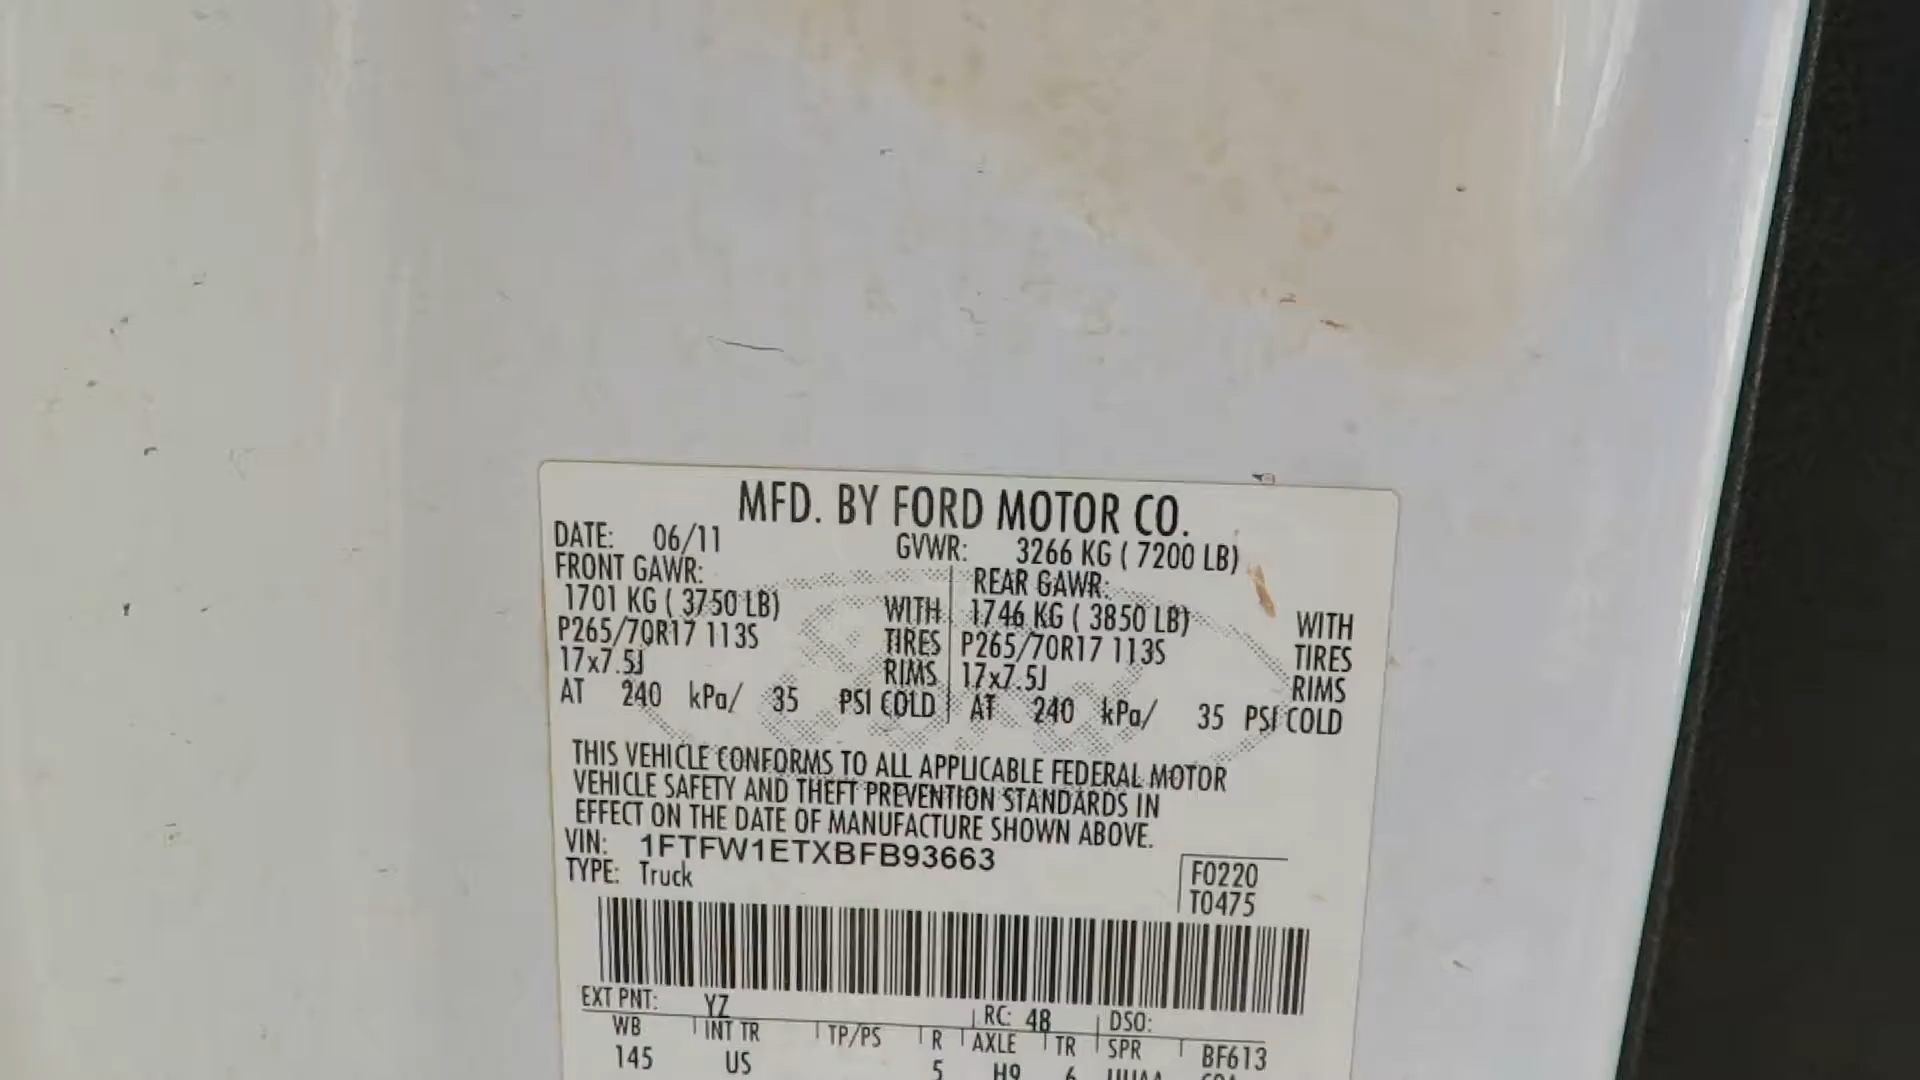 MFD. BY FORD MOTOR CO.
DATE: 06/11 GVWR: 3266 KG ( 7200 LB)
FRONT GAWR: REAR GAWR:
1701 KG ( 3750 LB) WITH 1746 KG ( 3850 LB) WITH
P265/70R17 113S TIRES P265/70R17 113S TIRES
17x7.5J RIMS 17x7.5J RIMS
AT 240 kPa/ 35 PSI COLD AT 240 kPa/ 35 PSI COLD
THIS VEHICLE CONFORMS TO ALL APPLICABLE FEDERAL MOTOR
VEHICLE SAFETY AND THEFT PREVENTION STANDARDS IN
EFFECT ON THE DATE OF MANUFACTURE SHOWN ABOVE.
VIN: 1FTFW1ETXBFB93663
TYPE: Truck
F0220
T0475
EXT PNT: YZ RC: 48 DSO:
WB INT TR TP/PS R AXLE TR SPR BF613
145 US 5 H9 6